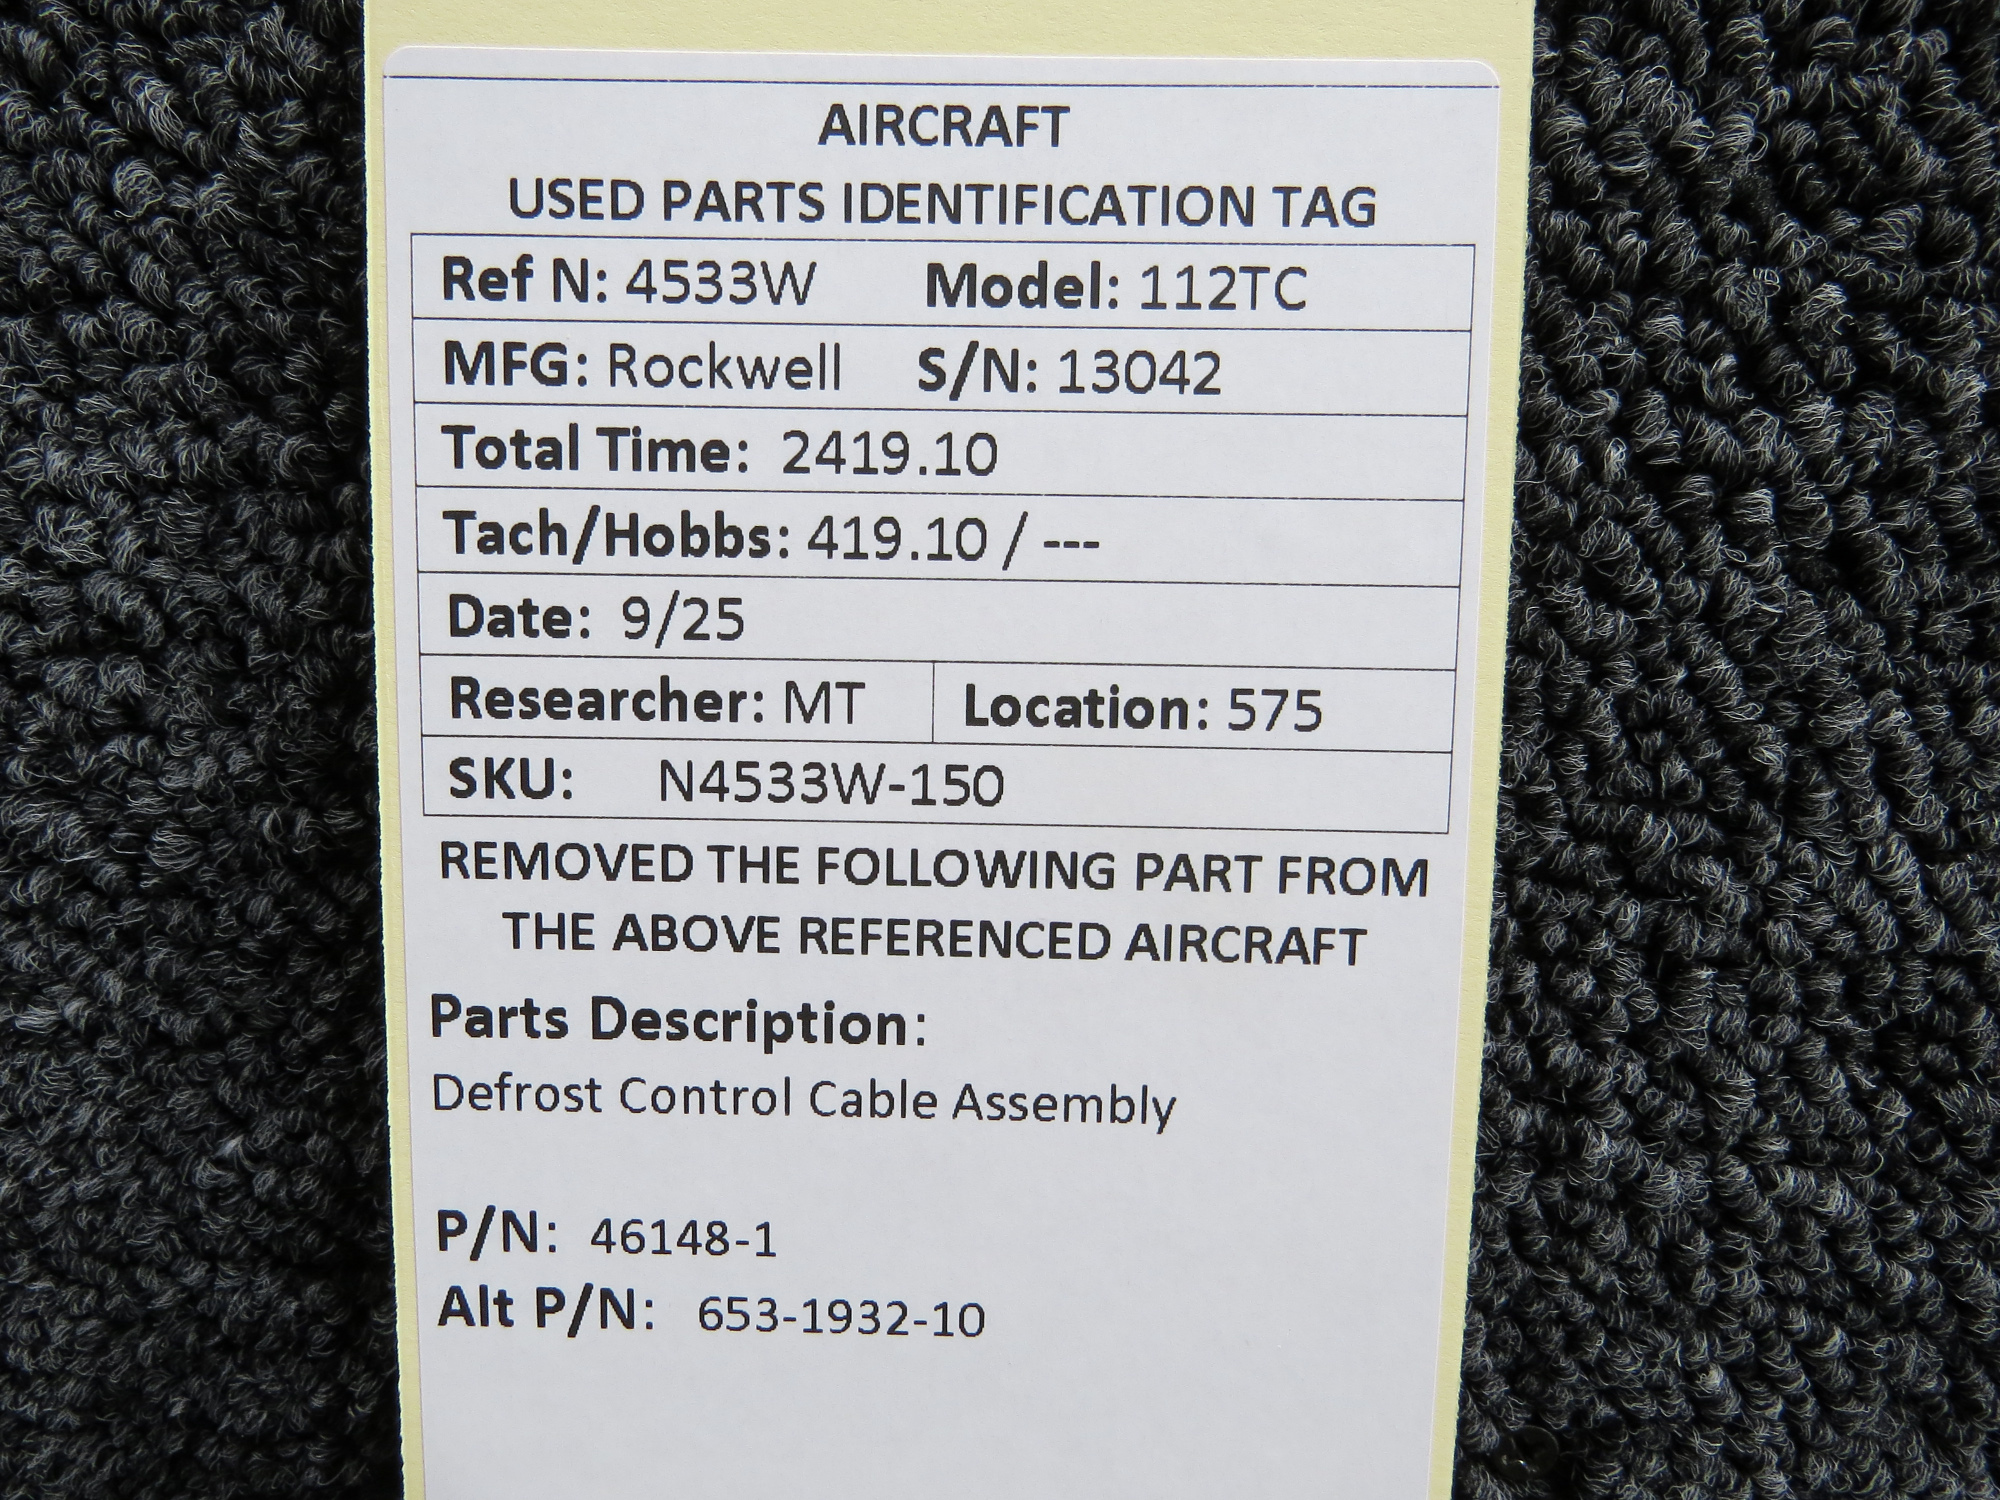 AIRCRAFT
USED PARTS IDENTIFICATION TAG
Ref N: 4533W Model: 112TC
MFG: Rockwell S/N: 13042
Total Time: 2419.10
Tach/Hobbs: 419.10 / ---
Date: 9/25
Researcher: MT Location: 575
SKU: N4533W-150
REMOVED THE FOLLOWING PART FROM
THE ABOVE REFERENCED AIRCRAFT
Parts Description:
Defrost Control Cable Assembly
P/N: 46148-1
Alt P/N: 653-1932-10